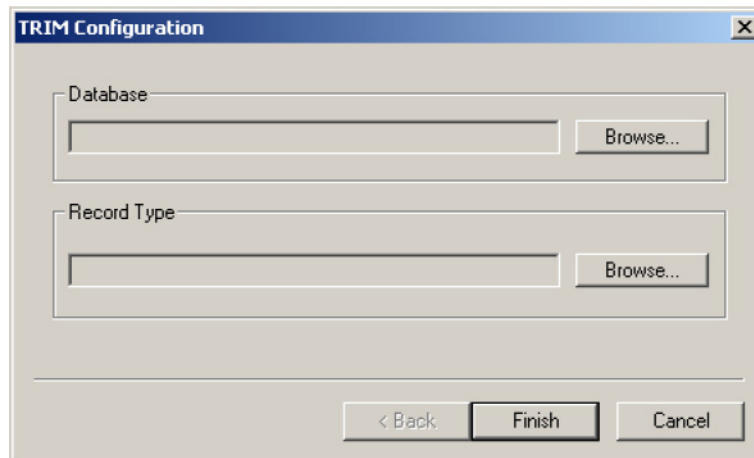 TRIM Configuration
Database
Browse...
Record Type
Browse...
< Back
Finish
Cancel